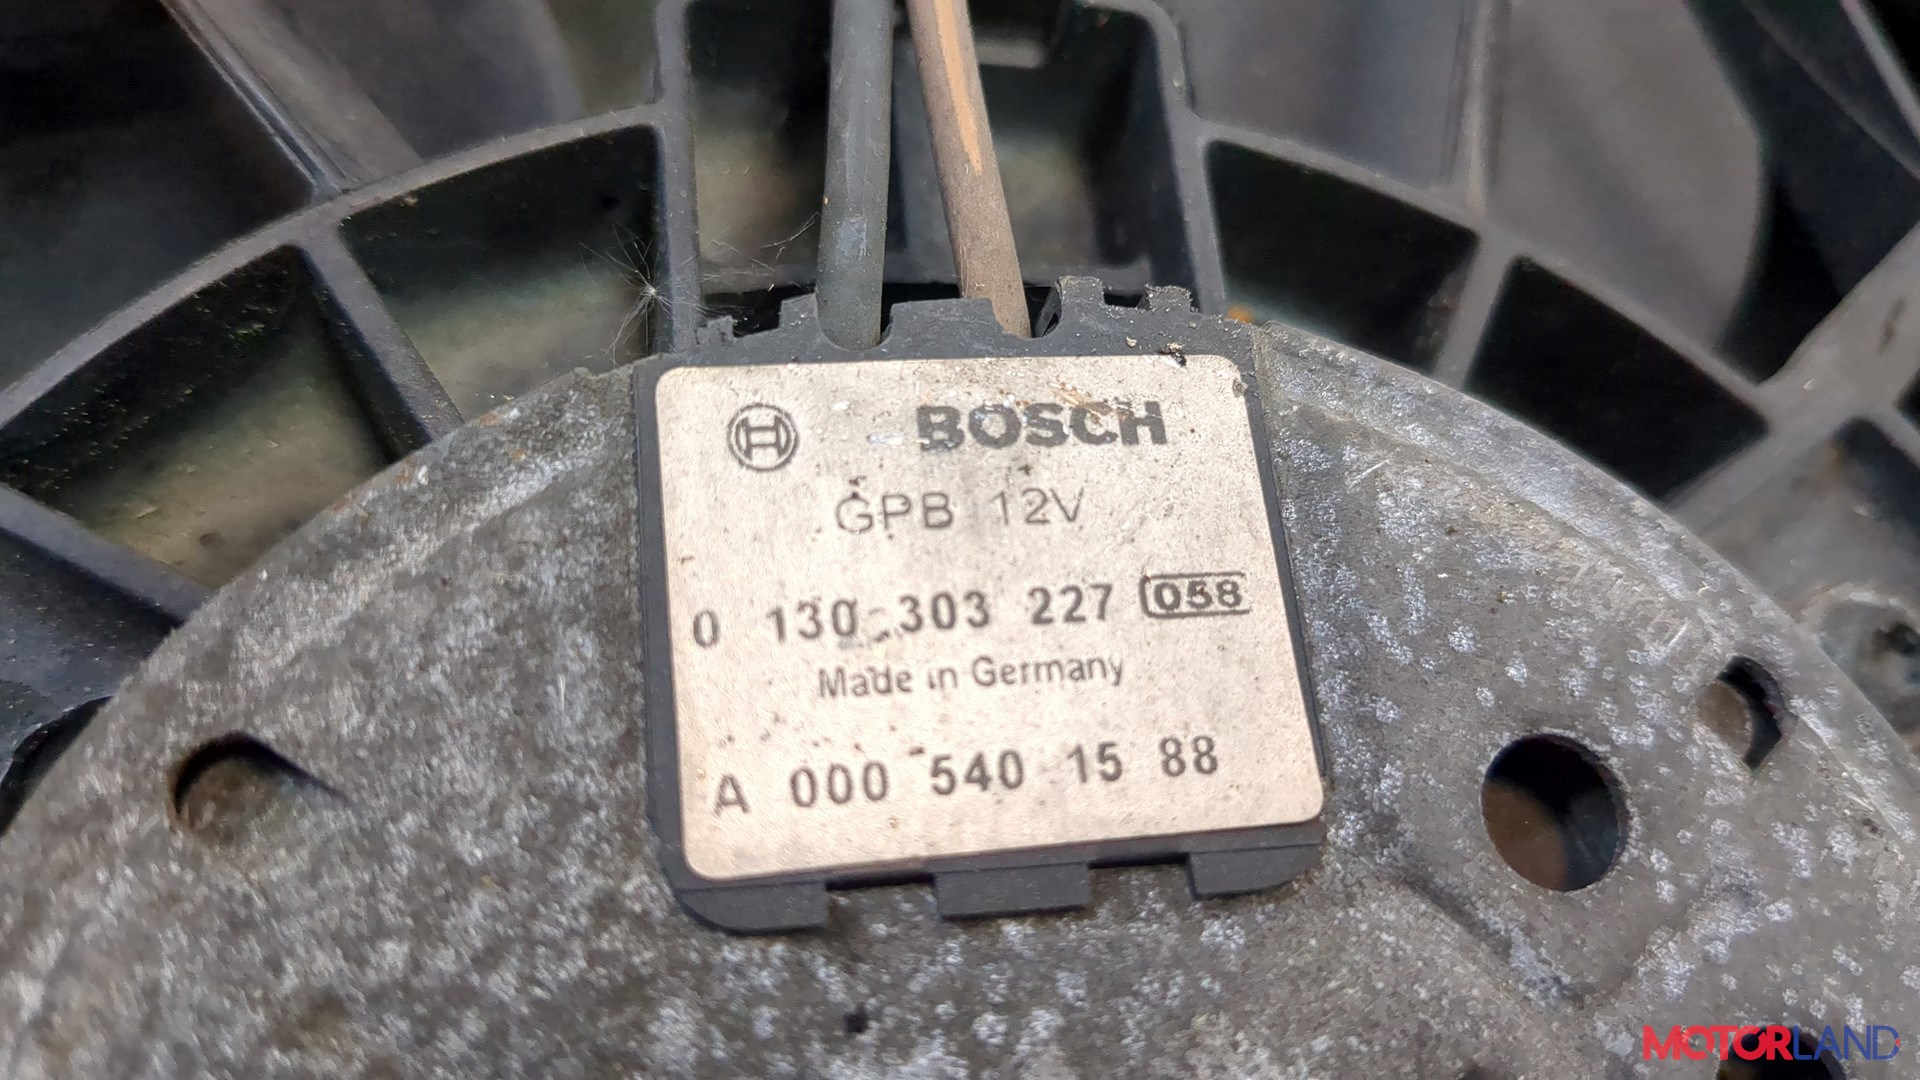 BOSCH
GPB 12V
0 130 303 227 058
Made in Germany
A 000 540 15 88
MOTORLAND